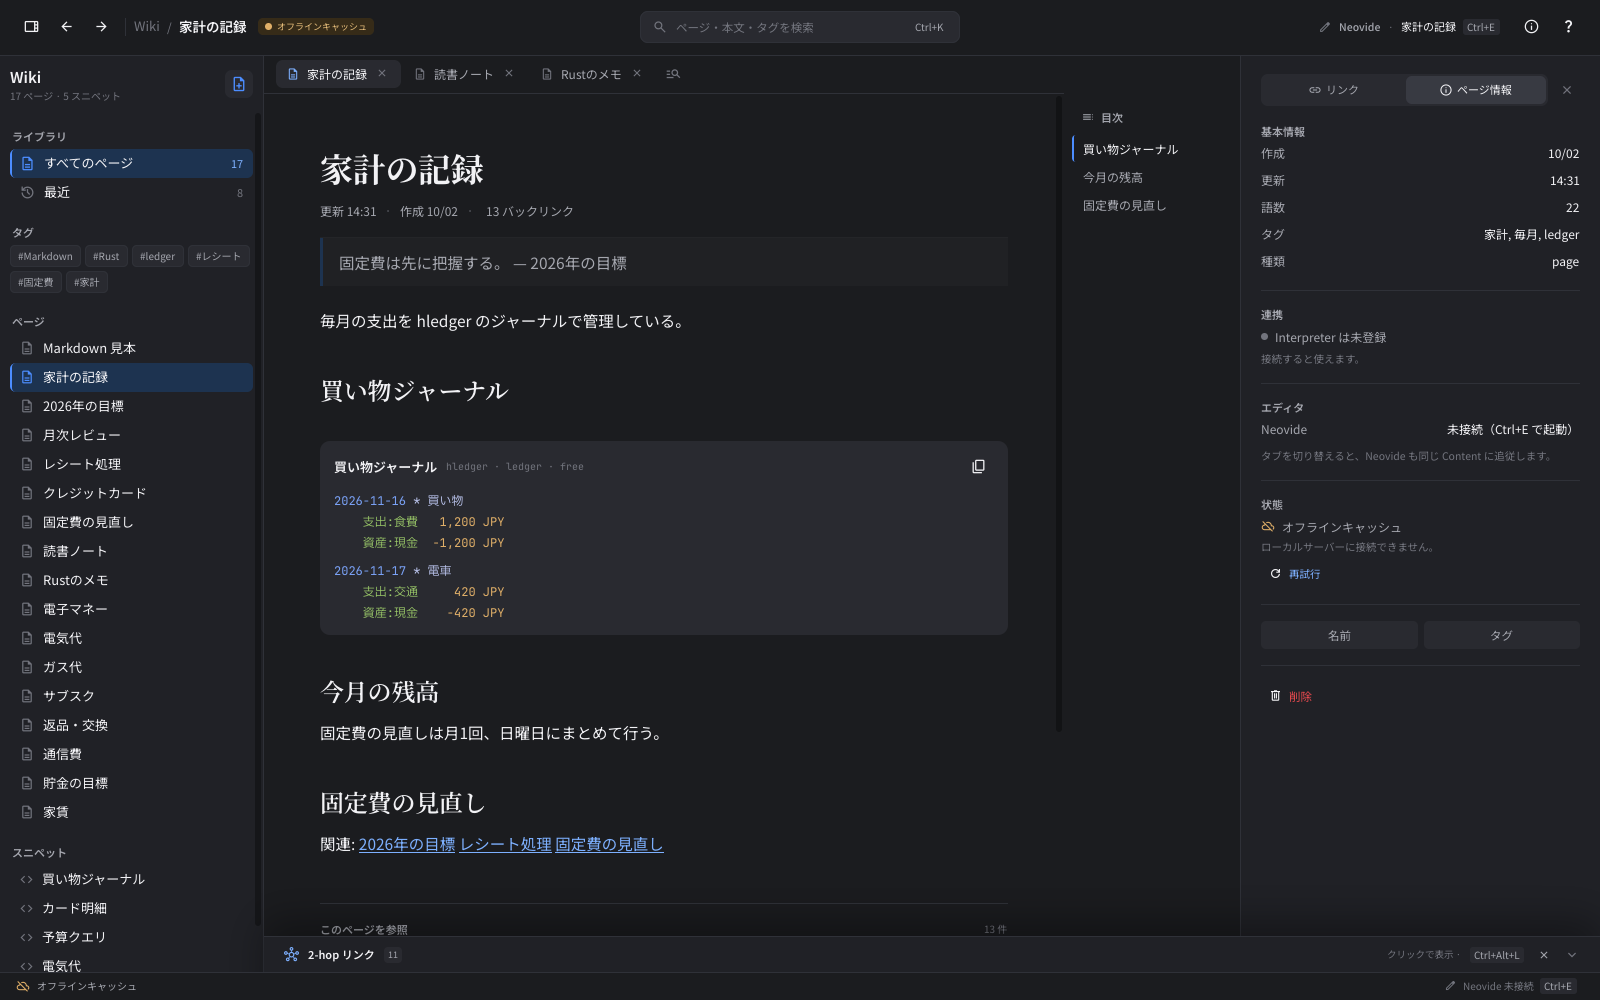 Wiki / 家計の記録 オフラインキャッシュ
ページ・本文・タグを検索 Ctrl+K
Neovide · 家計の記録 Ctrl+E
Wiki
17 ページ · 5 スニペット
ライブラリ
すべてのページ 17
最近 8
タグ
#Markdown #Rust #ledger #レシート
#固定費 #家計
ページ
Markdown 見本
家計の記録
2026年の目標
月次レビュー
レシート処理
クレジットカード
固定費の見直し
読書ノート
Rustのメモ
電子マネー
電気代
ガス代
サブスク
返品・交換
通信費
貯金の目標
家賃
スニペット
買い物ジャーナル
カード明細
予算クエリ
電気代
家計の記録 読書ノート Rustのメモ
家計の記録
更新 14:31 · 作成 10/02 · 13 バックリンク
固定費は先に把握する。 — 2026年の目標
毎月の支出を hledger のジャーナルで管理している。
買い物ジャーナル
買い物ジャーナル hledger · ledger · free
2026-11-16 * 買い物
支出:食費 1,200 JPY
資産:現金 -1,200 JPY
2026-11-17 * 電車
支出:交通 420 JPY
資産:現金 -420 JPY
今月の残高
固定費の見直しは月1回、日曜日にまとめて行う。
固定費の見直し
関連: 2026年の目標 レシート処理 固定費の見直し
このページを参照 13 件
目次
買い物ジャーナル
今月の残高
固定費の見直し
リンク ページ情報
基本情報
作成 10/02
更新 14:31
語数 22
タグ 家計, 毎月, ledger
種類 page
連携
Interpreter は未登録
接続すると使えます。
エディタ
Neovide 未接続（Ctrl+E で起動）
タブを切り替えると、Neovide も同じ Content に追従します。
状態
オフラインキャッシュ
ローカルサーバーに接続できません。
再試行
名前 タグ
削除
2-hop リンク 11
クリックで表示 · Ctrl+Alt+L
オフラインキャッシュ
Neovide 未接続 Ctrl+E